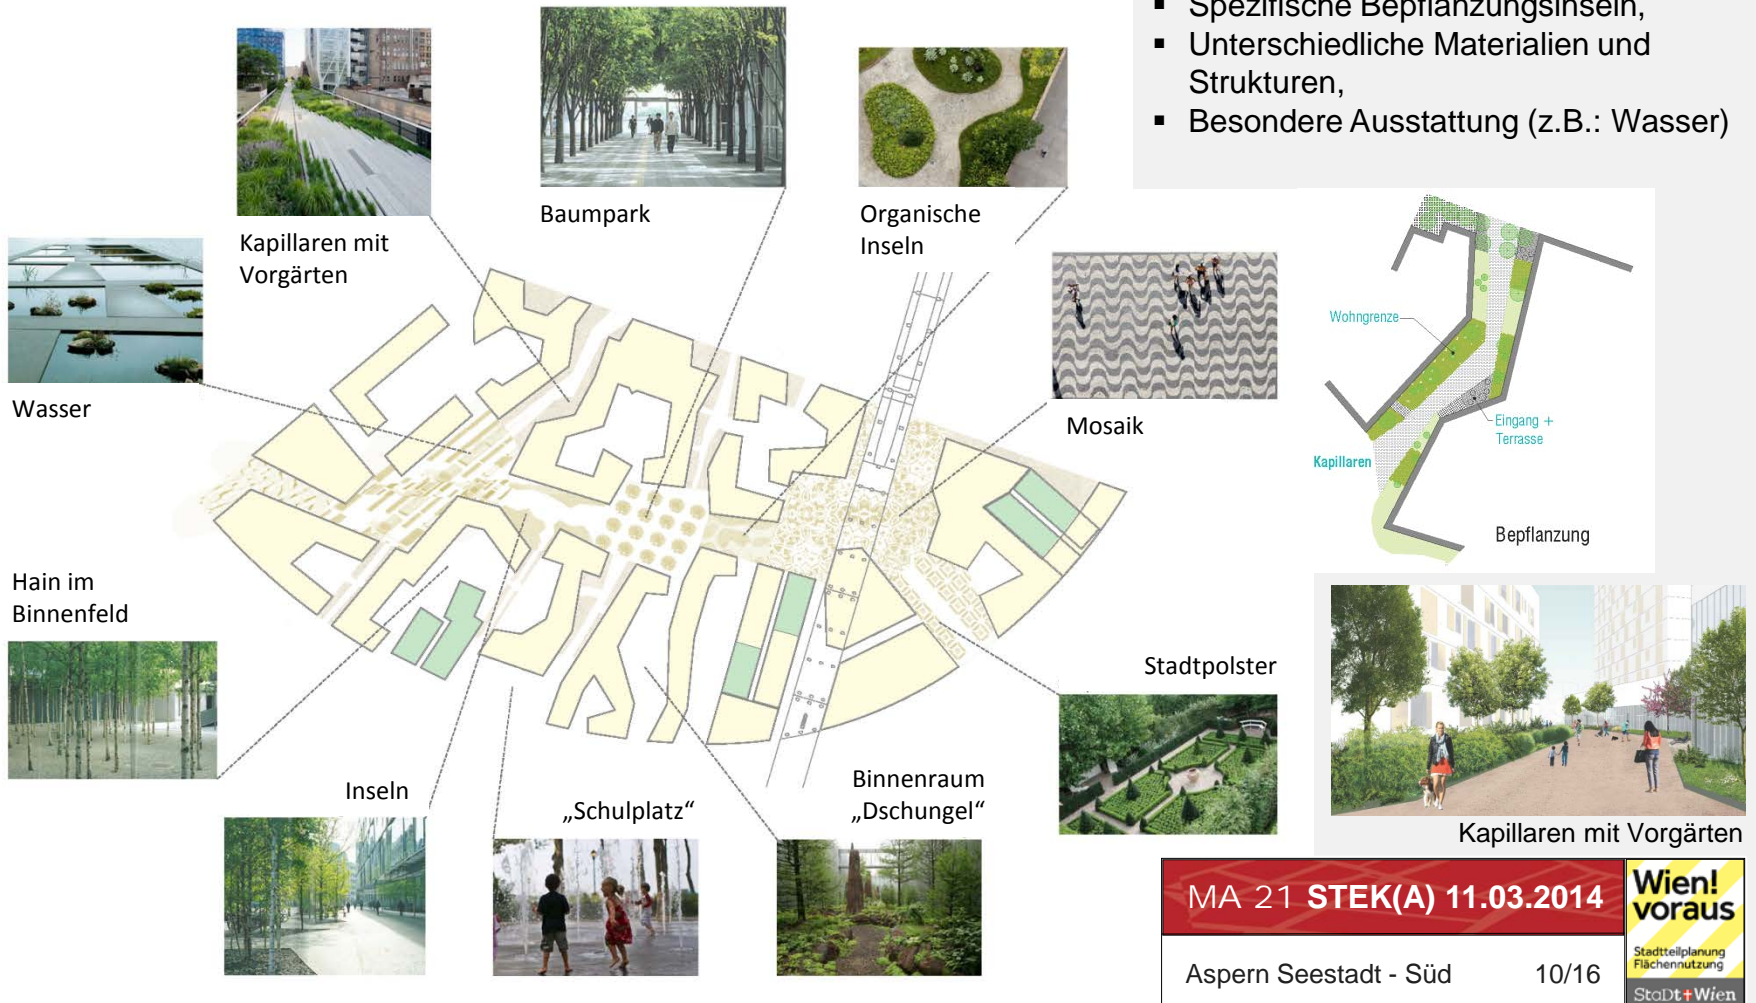 ▪ Spezifische Bepflanzungsinseln,
▪ Unterschiedliche Materialien und
Strukturen,
▪ Besondere Ausstattung (z.B.: Wasser)
Kapillaren mit
Vorgärten
Baumpark
Organische
Inseln
Wasser
Mosaik
Wohngrenze
Eingang +
Terrasse
Kapillaren
Bepflanzung
Hain im
Binnenfeld
Stadtpolster
Inseln
„Schulplatz“
Binnenraum
„Dschungel“
Kapillaren mit Vorgärten
MA 21 STEK(A) 11.03.2014
Aspern Seestadt - Süd 10/16
Wien!
voraus
Stadtteilplanung
Flächennutzung
StaDt+Wien